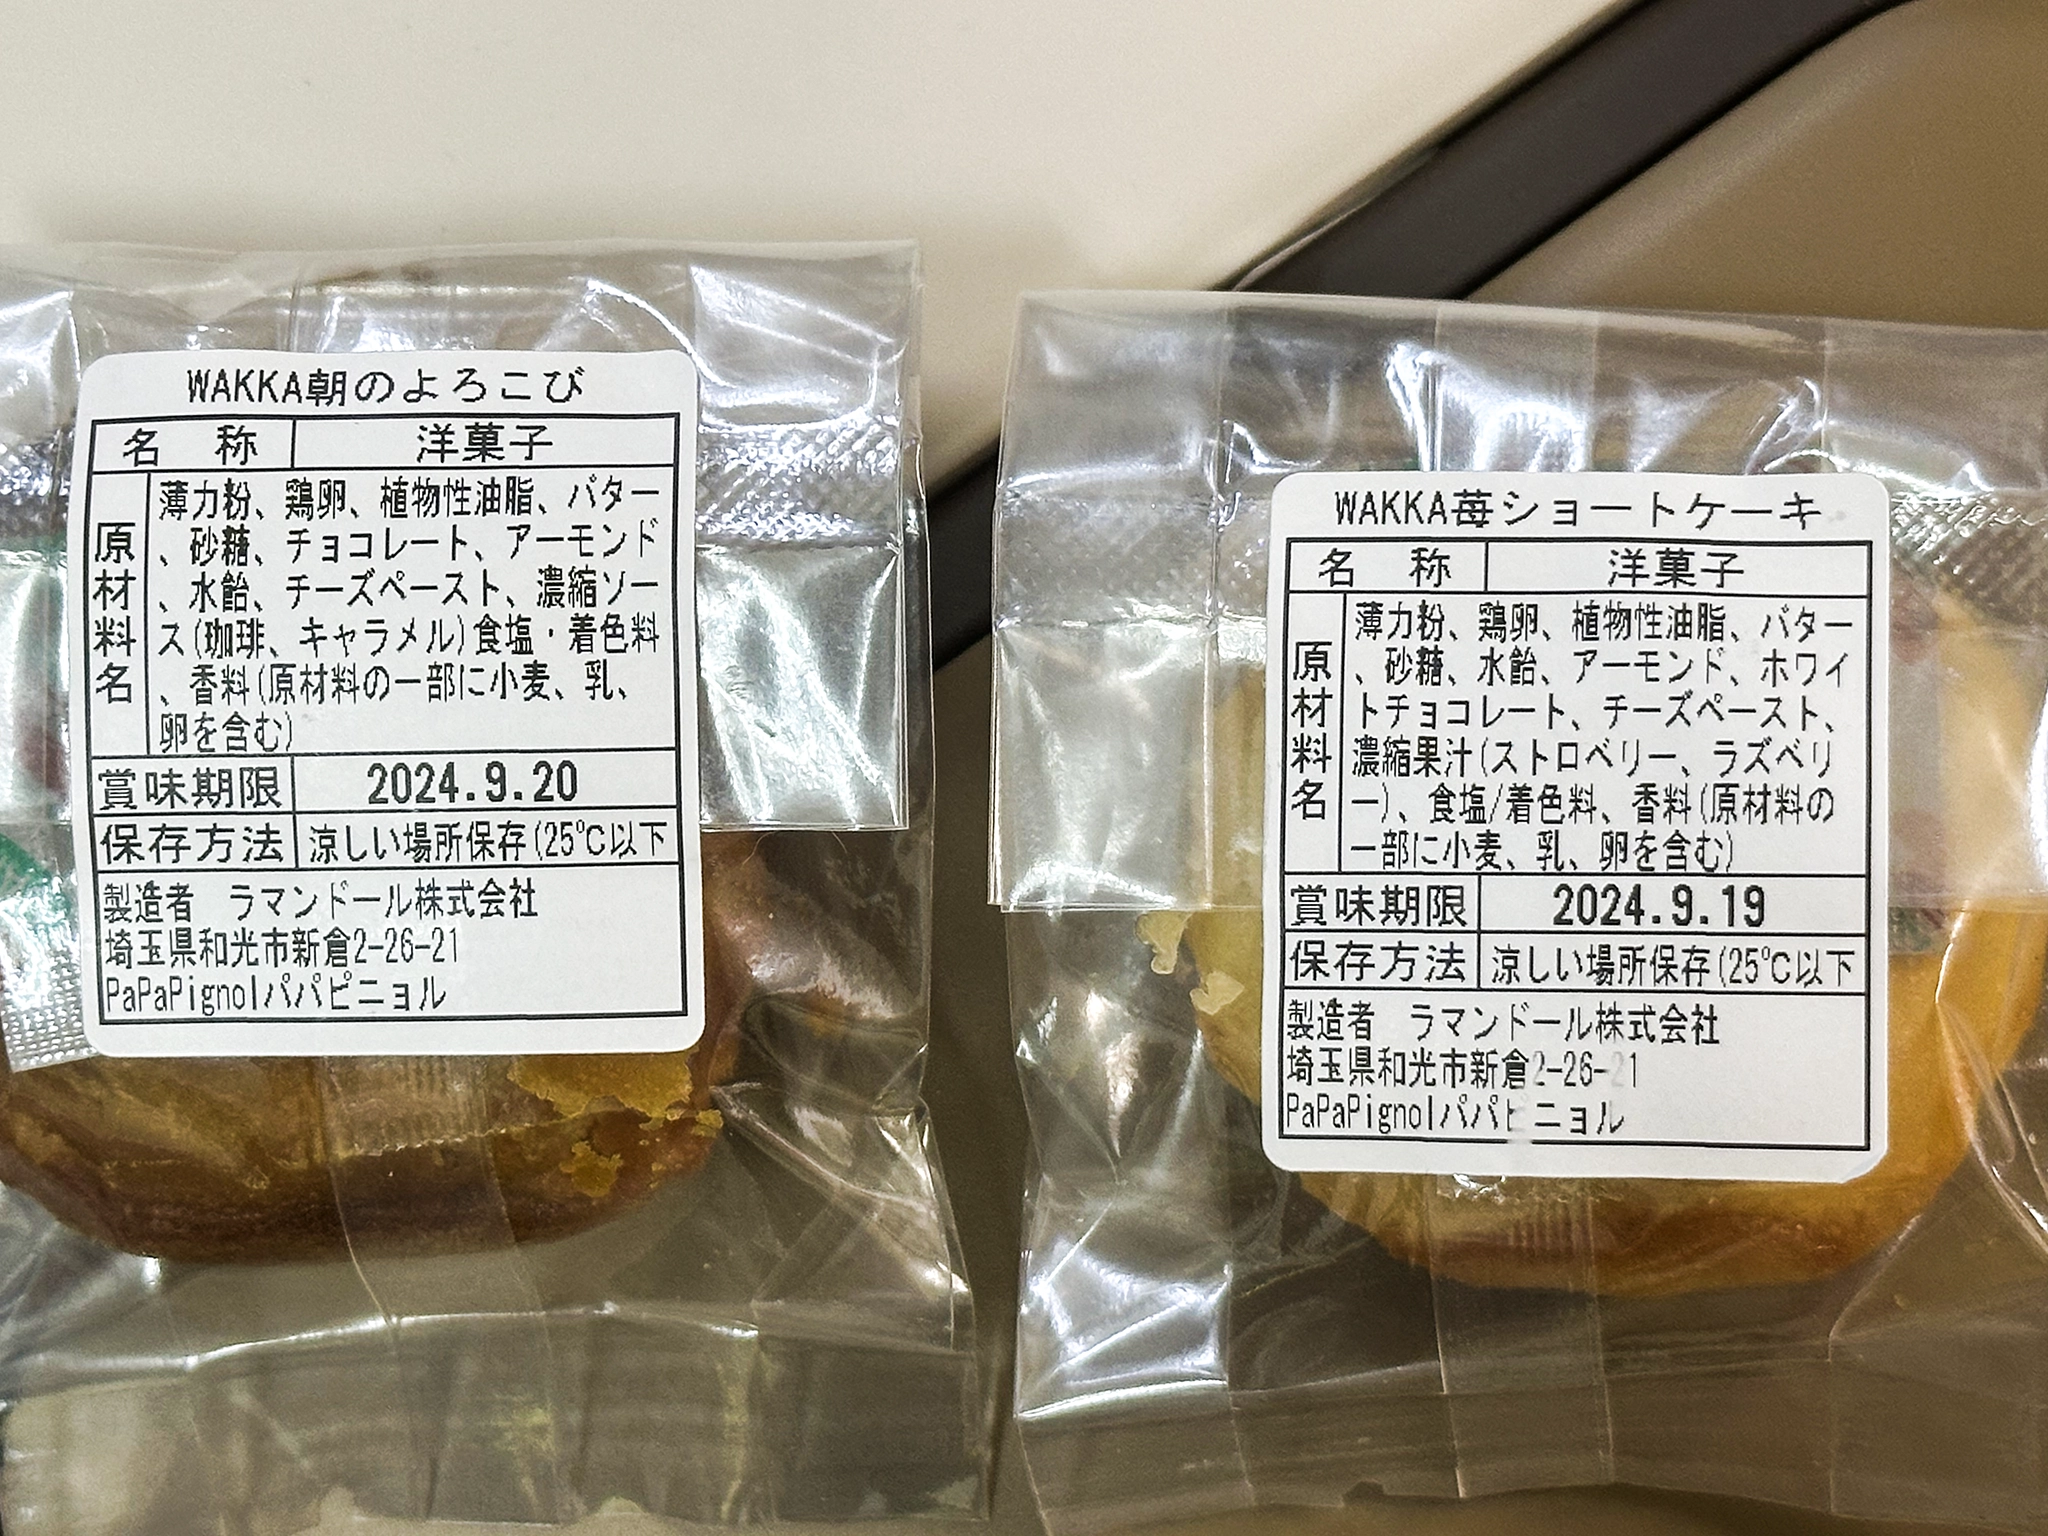 WAKKA朝のよろこび
名 称 洋菓子
原材料名
薄力粉、鶏卵、植物性油脂、バター
、砂糖、チョコレート、アーモンド
、水飴、チーズペースト、濃縮ソー
ス(珈琲、キャラメル)食塩・着色料
、香料(原材料の一部に小麦、乳、
卵を含む)
賞味期限 2024.9.20
保存方法 涼しい場所保存(25℃以下
製造者 ラマンドール株式会社
埼玉県和光市新倉2-26-21
PaPaPignolパパピニョル
WAKKA苺ショートケーキ
名 称 洋菓子
原材料名
薄力粉、鶏卵、植物性油脂、バター
、砂糖、水飴、アーモンド、ホワイ
トチョコレート、チーズペースト、
濃縮果汁(ストロベリー、ラズベリ
ー)、食塩/着色料、香料(原材料の
一部に小麦、乳、卵を含む)
賞味期限 2024.9.19
保存方法 涼しい場所保存(25℃以下
製造者 ラマンドール株式会社
埼玉県和光市新倉2-26-21
PaPaPignolパパピニョル